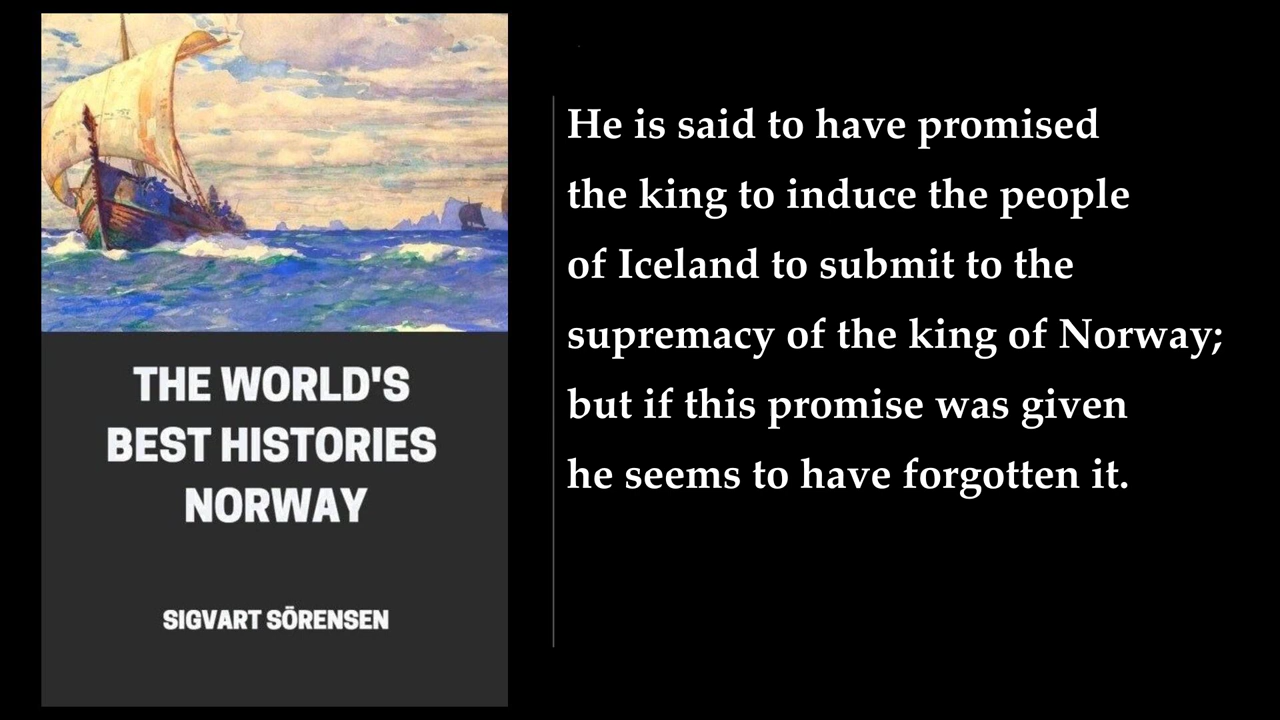 THE WORLD'S
BEST HISTORIES
NORWAY
SIGVART SÖRENSEN
He is said to have promised
the king to induce the people
of Iceland to submit to the
supremacy of the king of Norway;
but if this promise was given
he seems to have forgotten it.